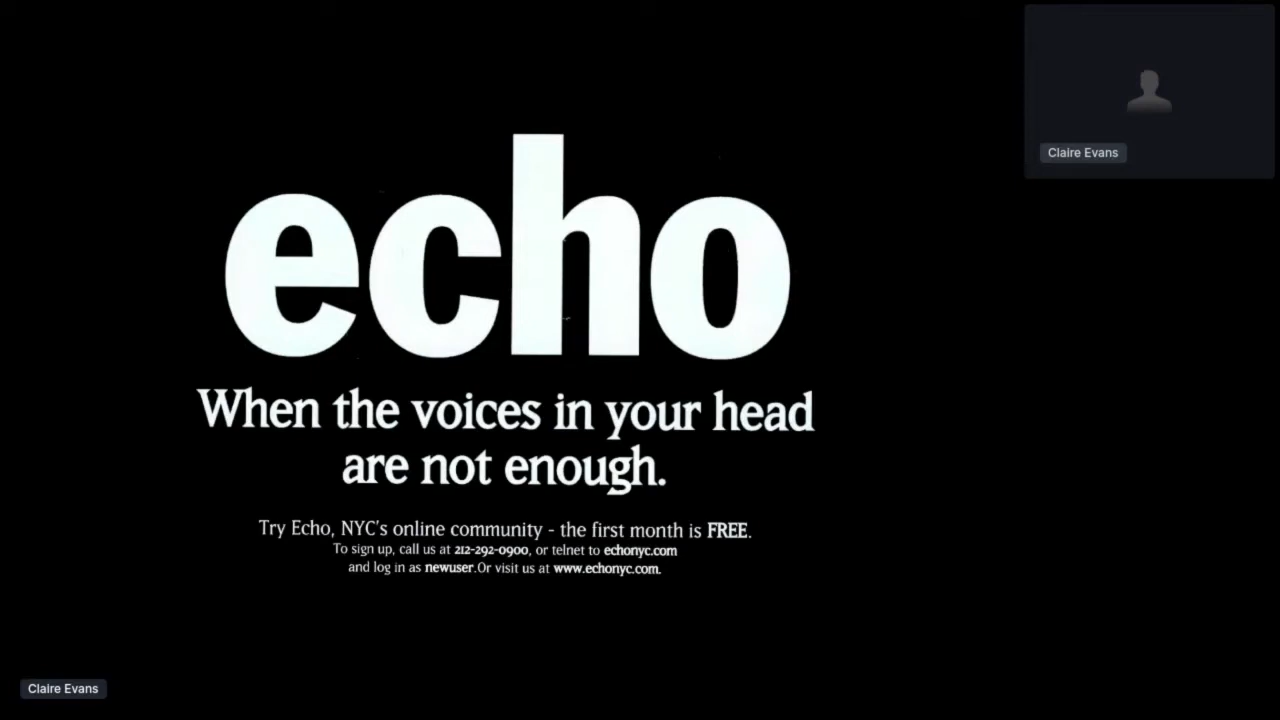 Claire Evans
echo
When the voices in your head
are not enough.
Try Echo, NYC's online community - the first month is FREE.
To sign up, call us at 212-292-0900, or telnet to echonyc.com
and log in as newuser.Or visit us at www.echonyc.com.
Claire Evans